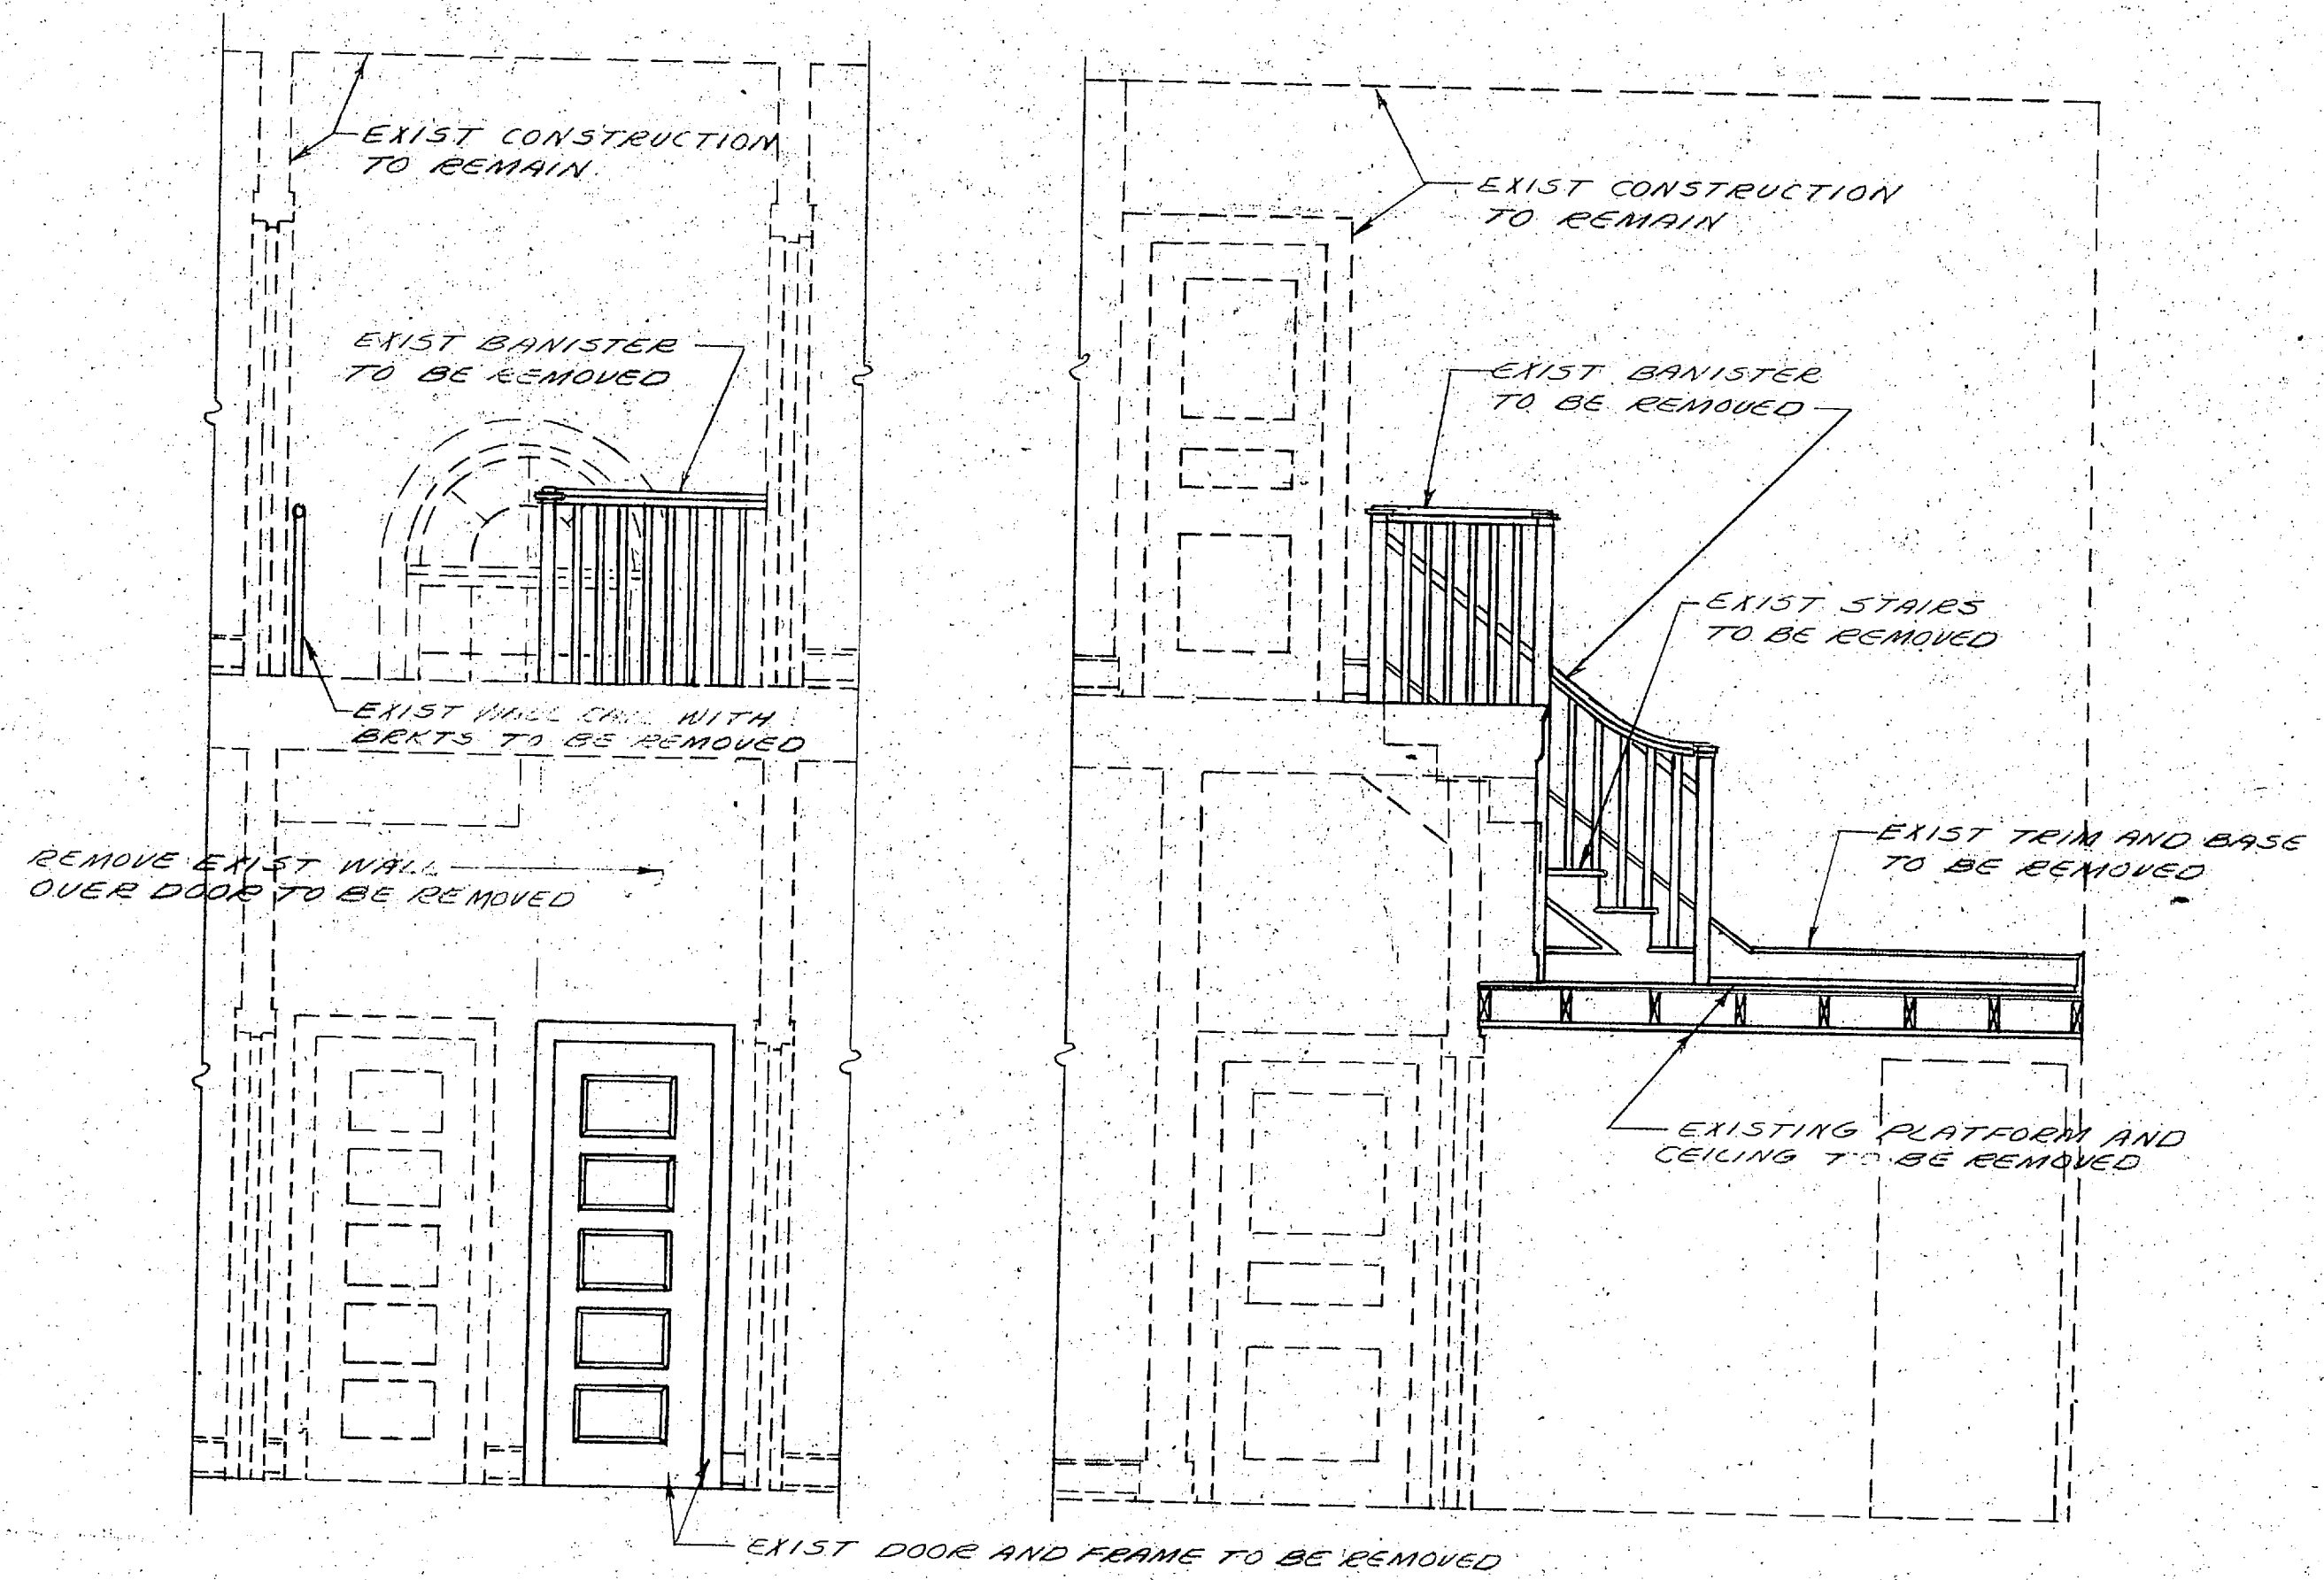 EXIST CONSTRUCTION
TO REMAIN
EXIST BANISTER
TO BE REMOVED
EXIST WALL RAIL WITH
BRKTS TO BE REMOVED
REMOVE EXIST WALL
OVER DOOR TO BE REMOVED
EXIST DOOR AND FRAME TO BE REMOVED
EXIST CONSTRUCTION
TO REMAIN
EXIST BANISTER
TO BE REMOVED
EXIST STAIRS
TO BE REMOVED
EXIST TRIM AND BASE
TO BE REMOVED
EXISTING PLATFORM AND
CEILING TO BE REMOVED